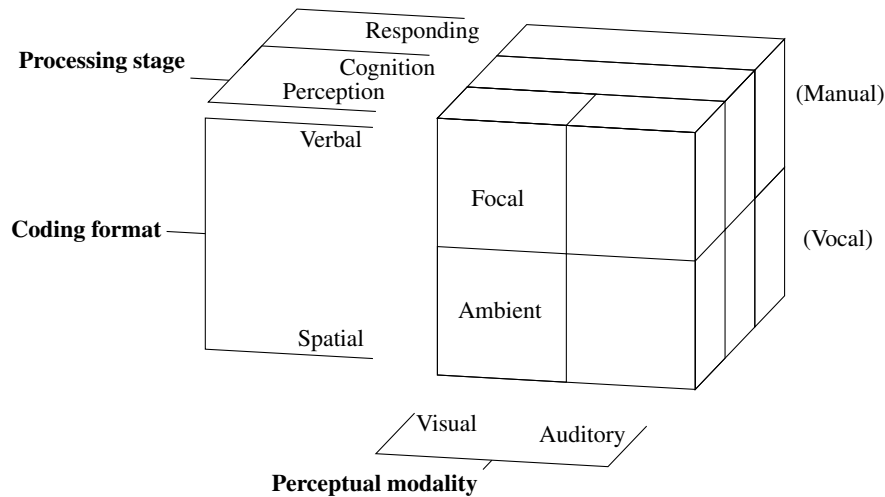 Responding
Processing stage
Cognition
Perception
(Manual)
Verbal
Focal
Coding format
(Vocal)
Ambient
Spatial
Visual
Auditory
Perceptual modality